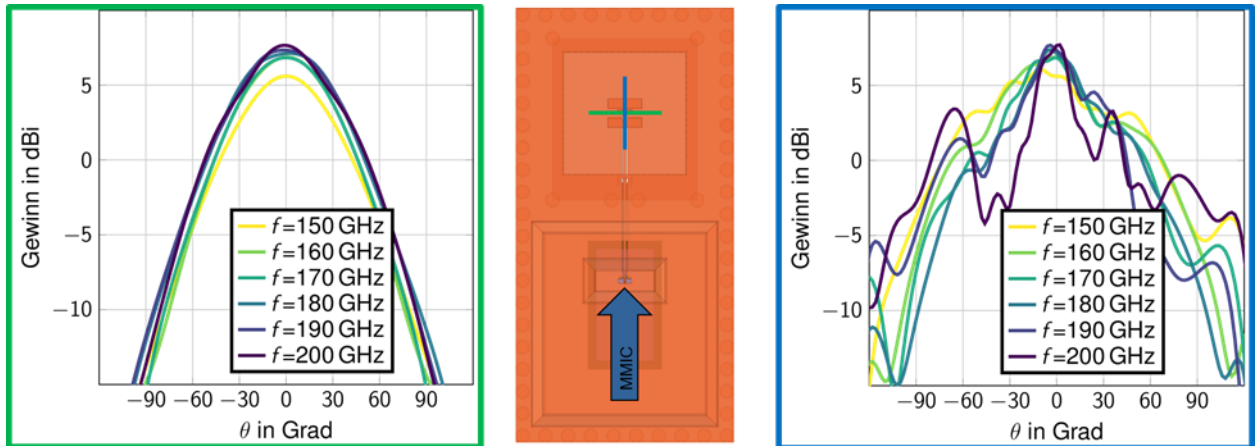 Gewinn in dBi
5
0
−5
−10
f=150 GHz
f=160 GHz
f=170 GHz
f=180 GHz
f=190 GHz
f=200 GHz
−90 −60 −30 0 30 60 90
θ in Grad
MMIC
Gewinn in dBi
5
0
−5
−10
f=150 GHz
f=160 GHz
f=170 GHz
f=180 GHz
f=190 GHz
f=200 GHz
−90 −60 −30 0 30 60 90
θ in Grad